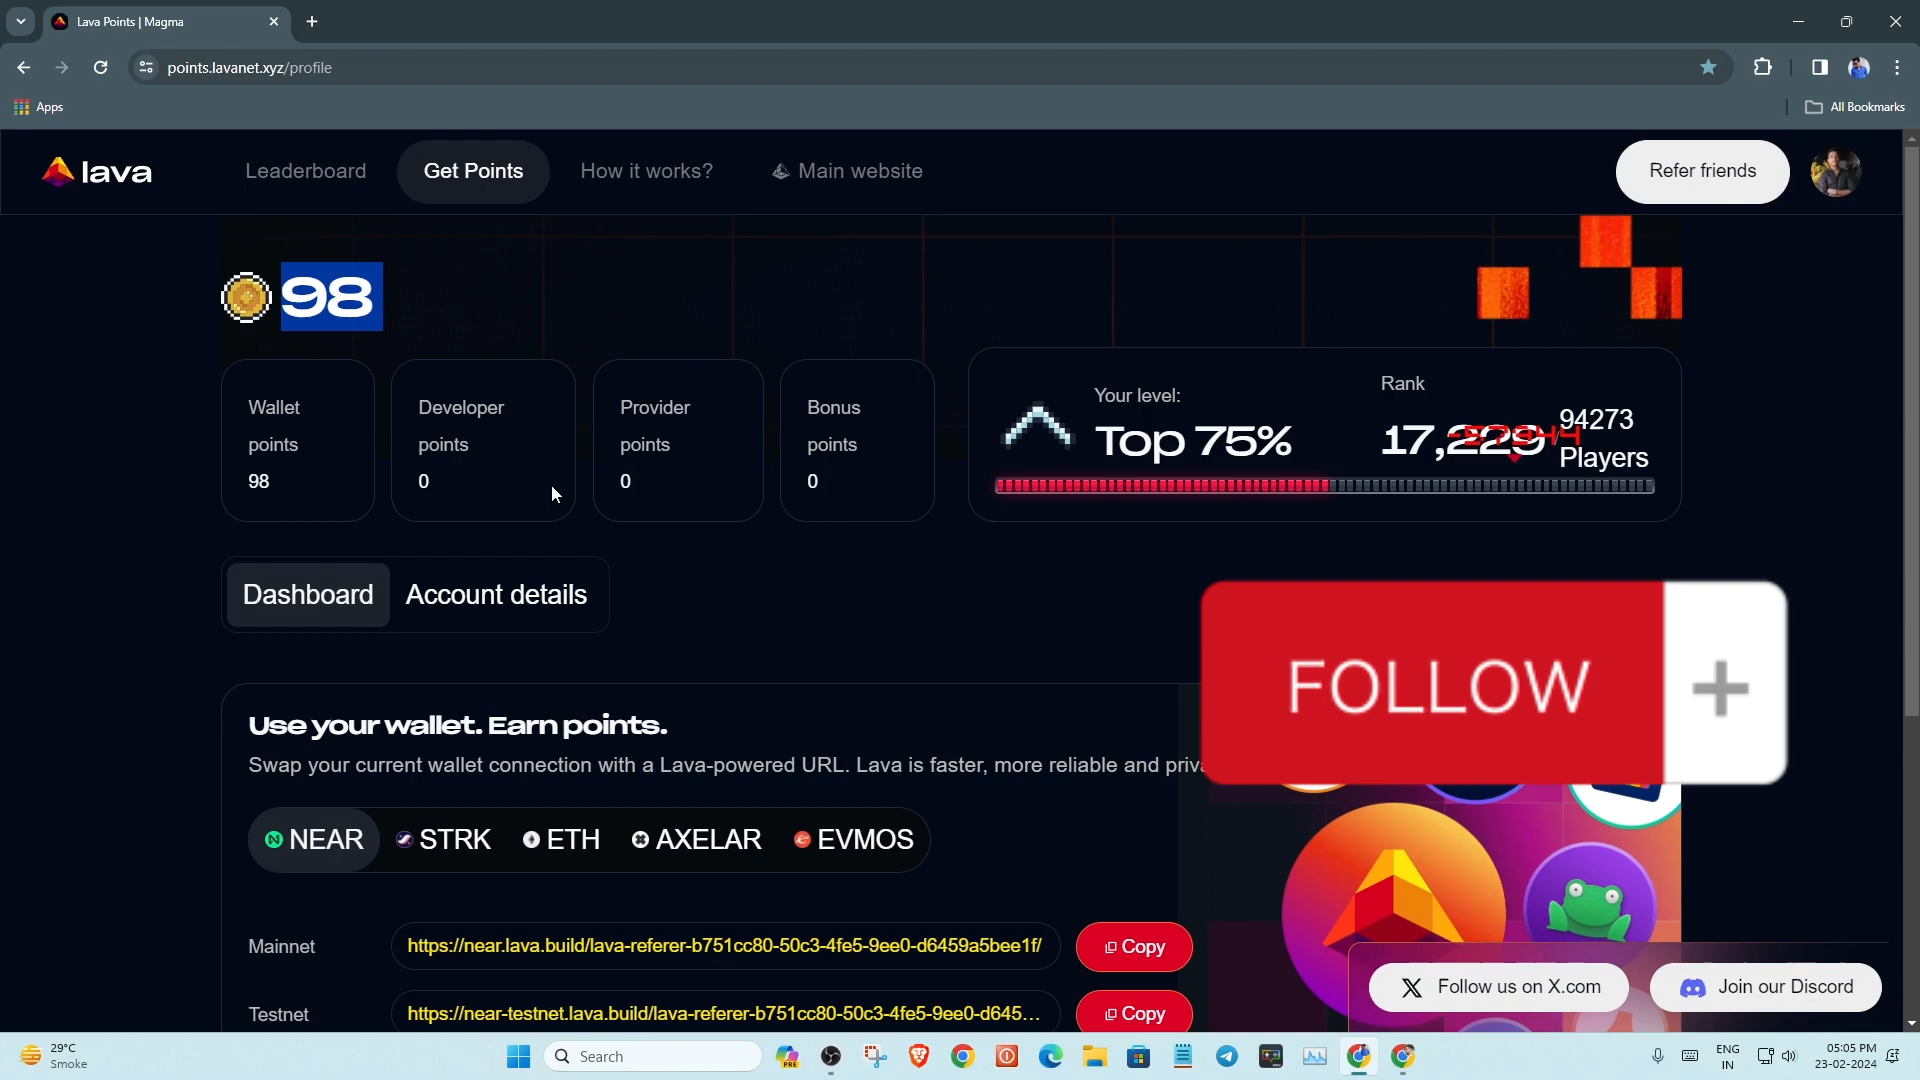 Lava Points | Magma
points.lavanet.xyz/profile
Apps
All Bookmarks
lava
Leaderboard
Get Points
How it works?
Main website
Refer friends
98
Wallet
points
98
Developer
points
0
Provider
points
0
Bonus
points
0
Your level:
Top 75%
Rank
17,229
94273
Players
Dashboard
Account details
Use your wallet. Earn points.
Swap your current wallet connection with a Lava-powered URL. Lava is faster, more reliable and priva
FOLLOW +
NEAR
STRK
ETH
AXELAR
EVMOS
Mainnet
https://near.lava.build/lava-referer-b751cc80-50c3-4fe5-9ee0-d6459a5bee1f/
Copy
Testnet
https://near-testnet.lava.build/lava-referer-b751cc80-50c3-4fe5-9ee0-d645...
Copy
Follow us on X.com
Join our Discord
29°C
Smoke
Search
PRE
ENG
IN
05:05 PM
23-02-2024